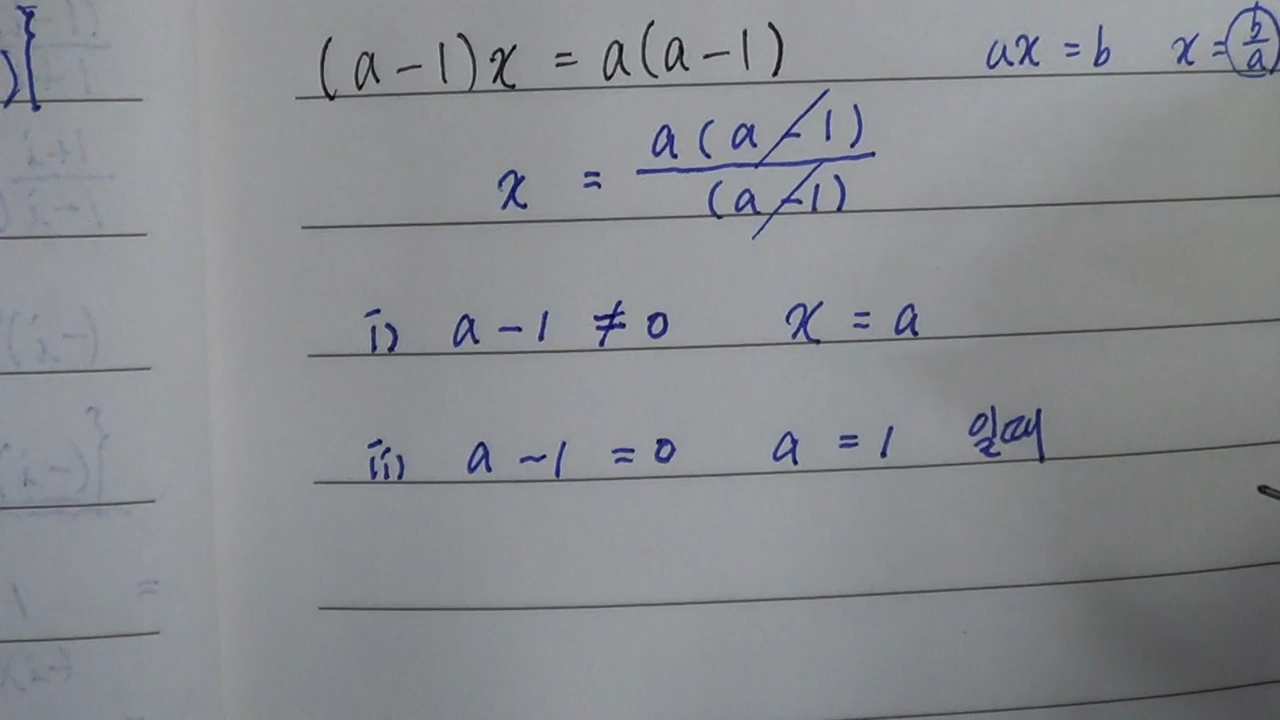 (a-1)x = a(a-1) ax = b x = b/a
x = a(a-1)/(a-1)
i) a-1 ≠ 0 x = a
ii) a-1 = 0 a = 1 일때